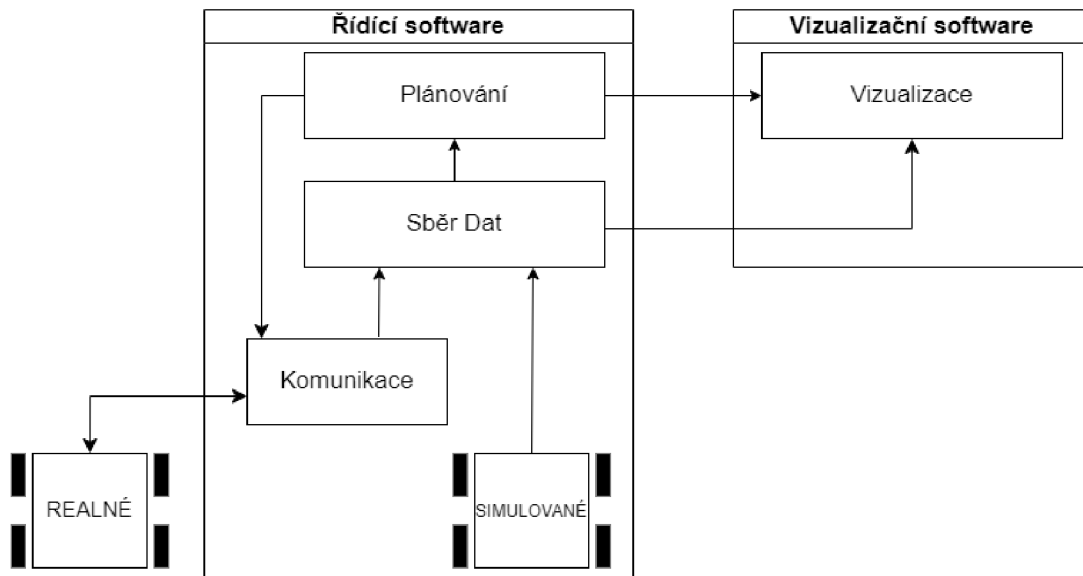 Řídící software
Vizualizační software
Plánování
Vizualizace
Sběr Dat
Komunikace
REALNÉ
SIMULOVANÉ